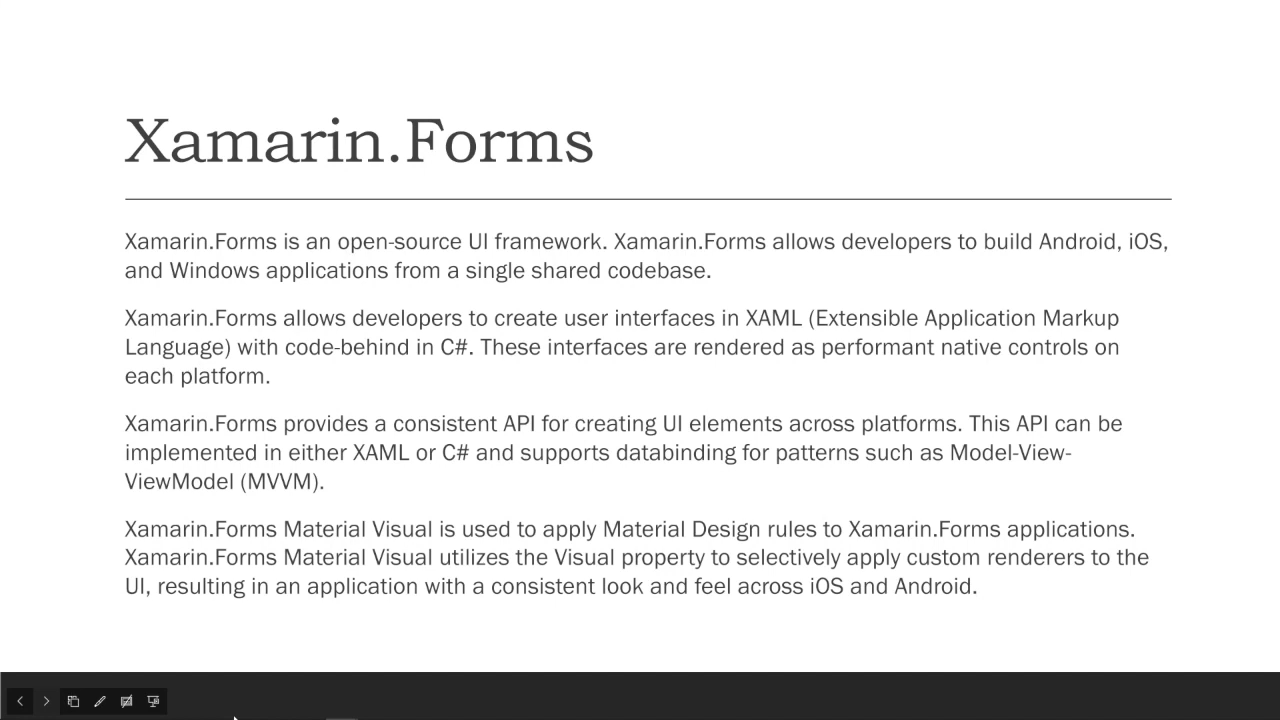 Xamarin.Forms
Xamarin.Forms is an open-source UI framework. Xamarin.Forms allows developers to build Android, iOS,
and Windows applications from a single shared codebase.
Xamarin.Forms allows developers to create user interfaces in XAML (Extensible Application Markup
Language) with code-behind in C#. These interfaces are rendered as performant native controls on
each platform.
Xamarin.Forms provides a consistent API for creating UI elements across platforms. This API can be
implemented in either XAML or C# and supports databinding for patterns such as Model-View-
ViewModel (MVVM).
Xamarin.Forms Material Visual is used to apply Material Design rules to Xamarin.Forms applications.
Xamarin.Forms Material Visual utilizes the Visual property to selectively apply custom renderers to the
UI, resulting in an application with a consistent look and feel across iOS and Android.